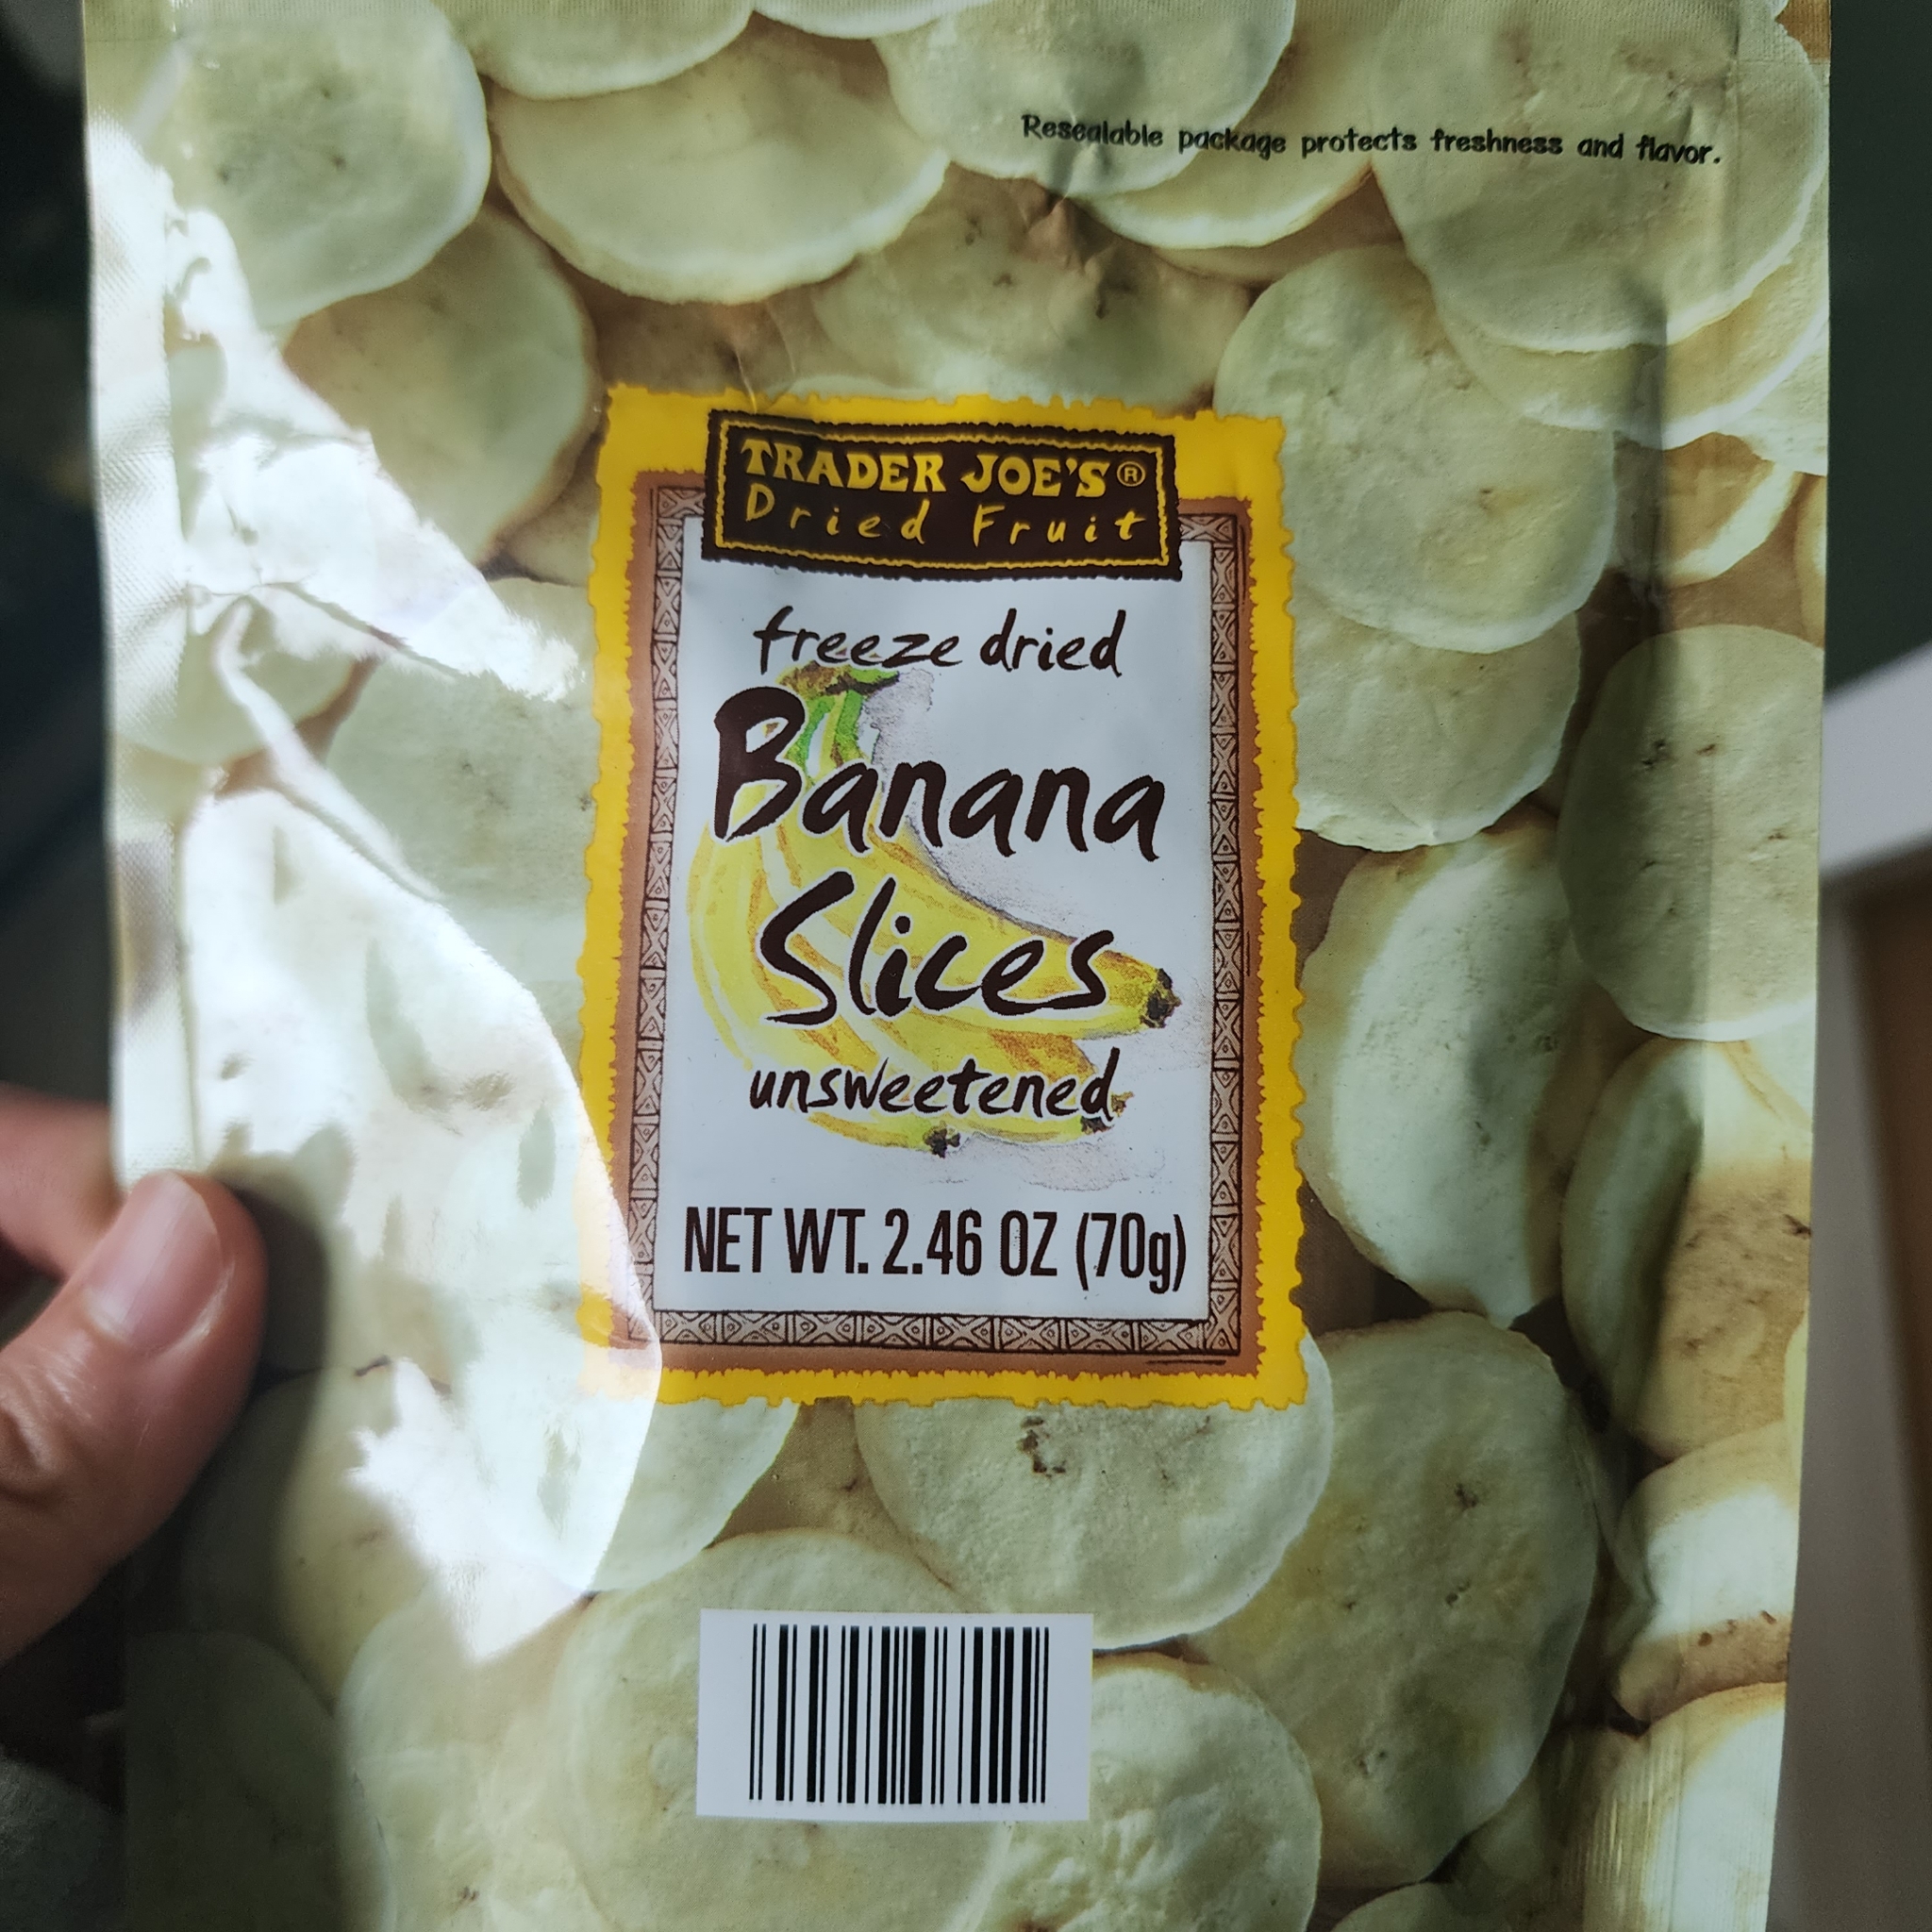 Resealable package protects freshness and flavor.
TRADER JOE'S®
Dried Fruit
freeze dried
Banana
Slices
unsweetened
NET WT. 2.46 OZ (70g)